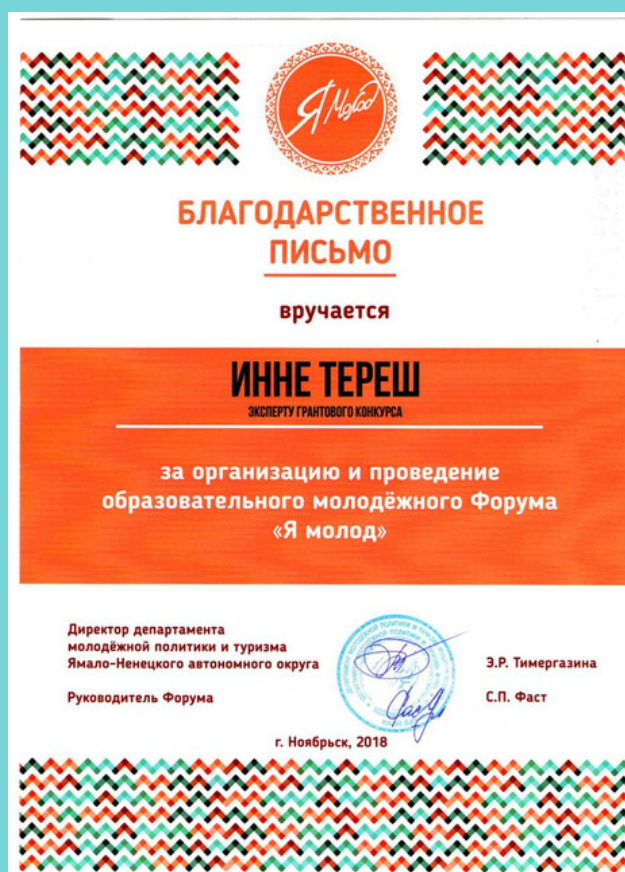 Я Молод
БЛАГОДАРСТВЕННОЕ
ПИСЬМО
вручается
ИННЕ ТЕРЕШ
ЭКСПЕРТУ ГРАНТОВОГО КОНКУРСА
за организацию и проведение
образовательного молодёжного Форума
«Я молод»
Директор департамента
молодёжной политики и туризма
Ямало-Ненецкого автономного округа
Э.Р. Тимергазина
Руководитель Форума
С.П. Фаст
г. Ноябрьск, 2018